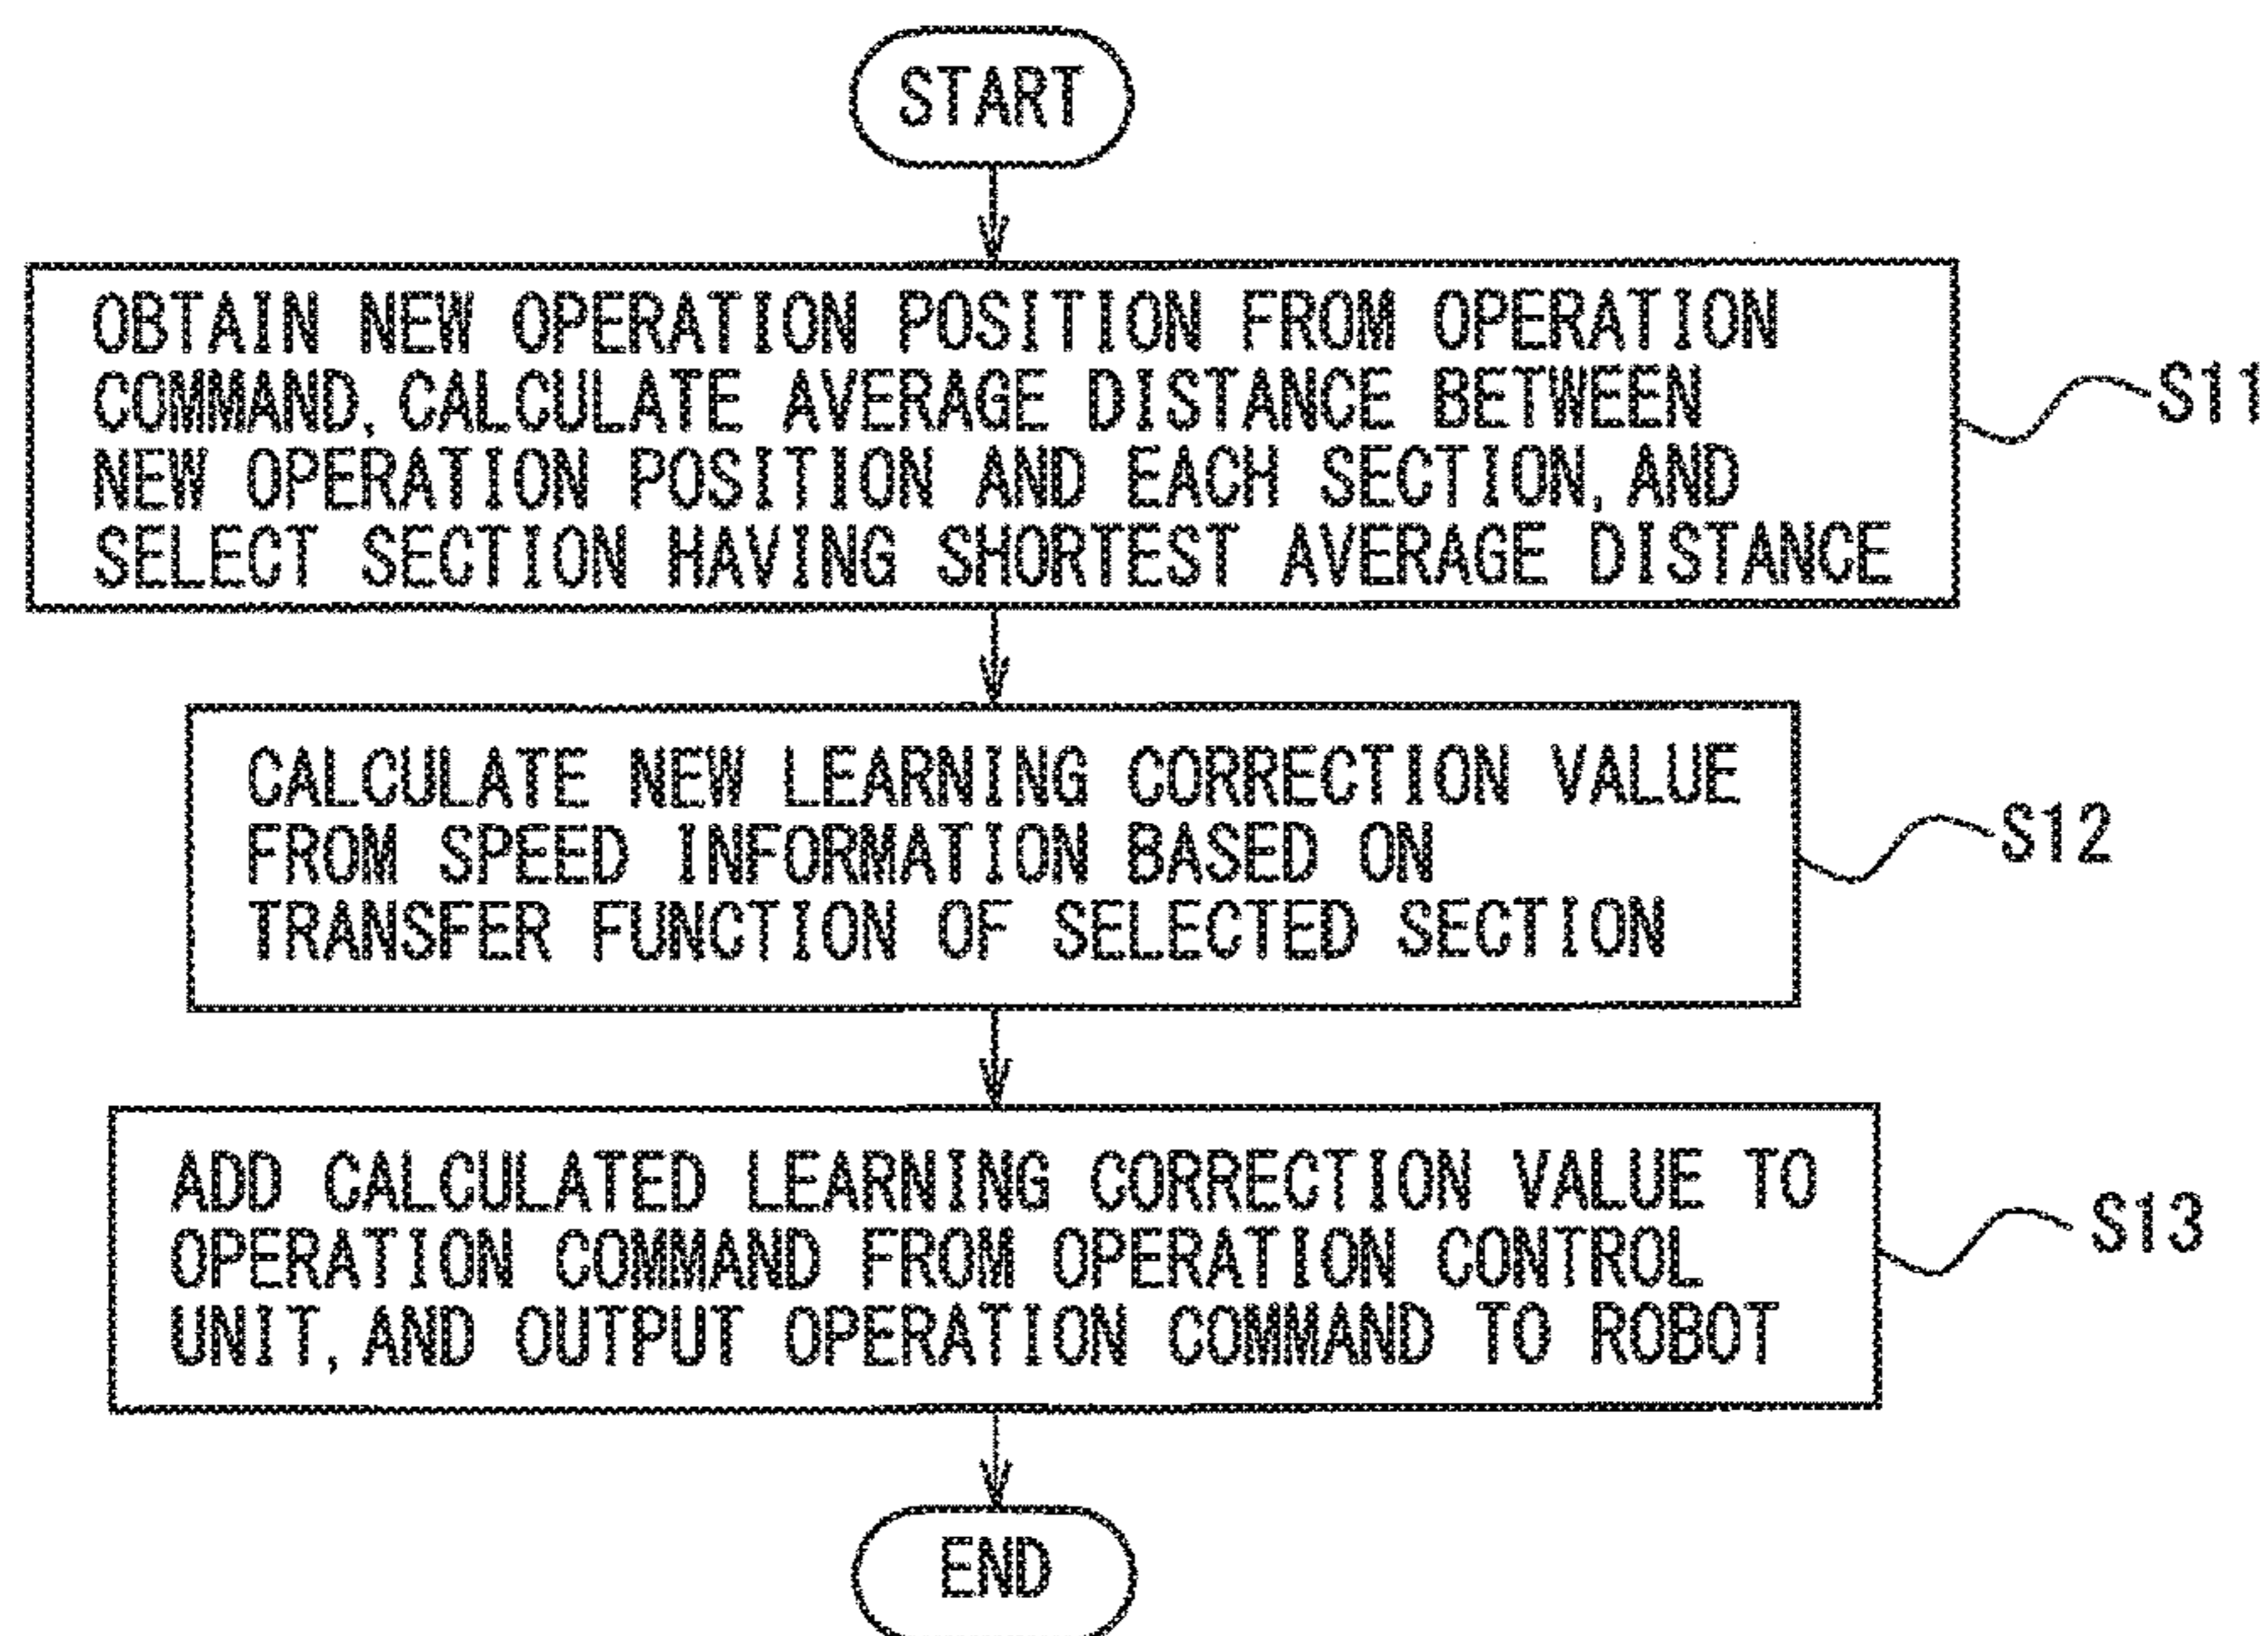 START
OBTAIN NEW OPERATION POSITION FROM OPERATION
COMMAND, CALCULATE AVERAGE DISTANCE BETWEEN
NEW OPERATION POSITION AND EACH SECTION, AND
SELECT SECTION HAVING SHORTEST AVERAGE DISTANCE
S11
CALCULATE NEW LEARNING CORRECTION VALUE
FROM SPEED INFORMATION BASED ON
TRANSFER FUNCTION OF SELECTED SECTION
S12
ADD CALCULATED LEARNING CORRECTION VALUE TO
OPERATION COMMAND FROM OPERATION CONTROL
UNIT, AND OUTPUT OPERATION COMMAND TO ROBOT
S13
END